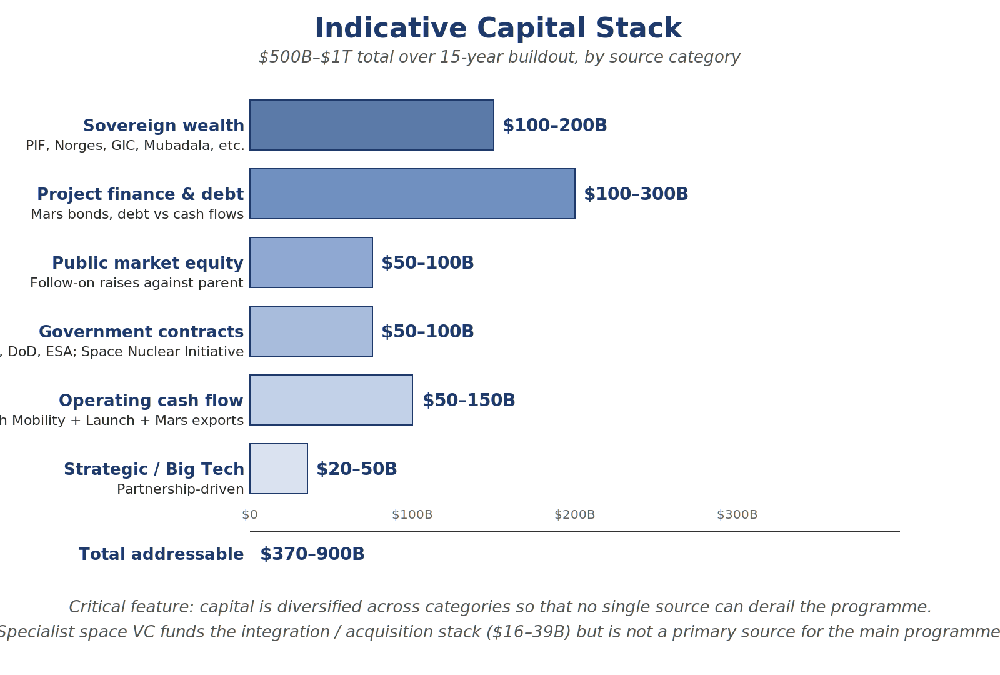 Indicative Capital Stack
$500B–$1T total over 15-year buildout, by source category
Sovereign wealth
PIF, Norges, GIC, Mubadala, etc.
$100–200B
Project finance & debt
Mars bonds, debt vs cash flows
$100–300B
Public market equity
Follow-on raises against parent
$50–100B
Government contracts
, DoD, ESA; Space Nuclear Initiative
$50–100B
Operating cash flow
h Mobility + Launch + Mars exports
$50–150B
Strategic / Big Tech
Partnership-driven
$20–50B
$0 $100B $200B $300B
Total addressable $370–900B
Critical feature: capital is diversified across categories so that no single source can derail the programme.
Specialist space VC funds the integration / acquisition stack ($16–39B) but is not a primary source for the main programme